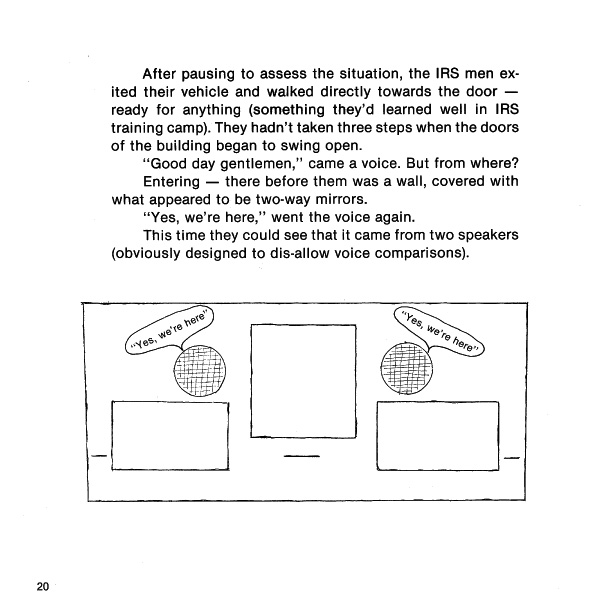 After pausing to assess the situation, the IRS men ex-
ited their vehicle and walked directly towards the door —
ready for anything (something they'd learned well in IRS
training camp). They hadn't taken three steps when the doors
of the building began to swing open.
"Good day gentlemen," came a voice. But from where?
Entering — there before them was a wall, covered with
what appeared to be two-way mirrors.
"Yes, we're here," went the voice again.
This time they could see that it came from two speakers
(obviously designed to dis-allow voice comparisons).
"Yes, we're here"
"Yes, we're here"
20